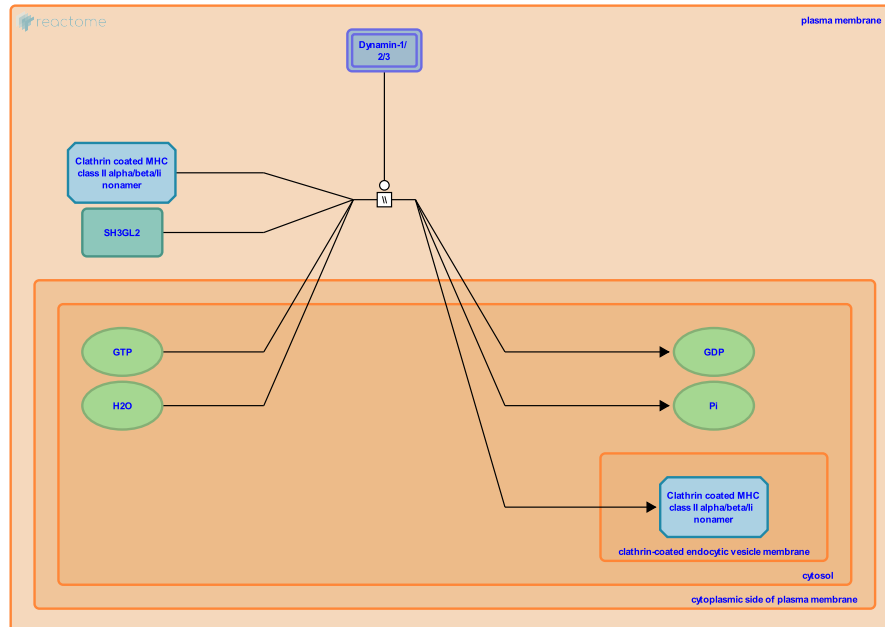 reactome
plasma membrane
Dynamin-1/
2/3
Clathrin coated MHC
class II alpha/beta/Ii
nonamer
SH3GL2
\\
GTP
GDP
H2O
Pi
Clathrin coated MHC
class II alpha/beta/Ii
nonamer
clathrin-coated endocytic vesicle membrane
cytosol
cytoplasmic side of plasma membrane